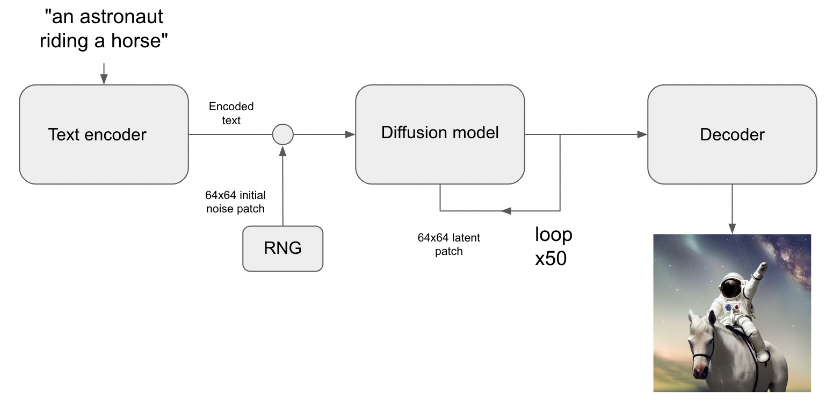 "an astronaut
riding a horse"
Text encoder
Encoded
text
64x64 initial
noise patch
RNG
Diffusion model
64x64 latent
patch
loop
x50
Decoder